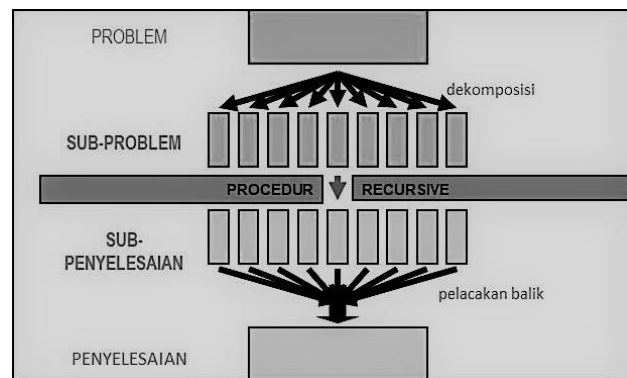 PROBLEM
dekomposisi
SUB-PROBLEM
PROCEDUR RECURSIVE
SUB-
PENYELESAIAN
pelacakan balik
PENYELESAIAN